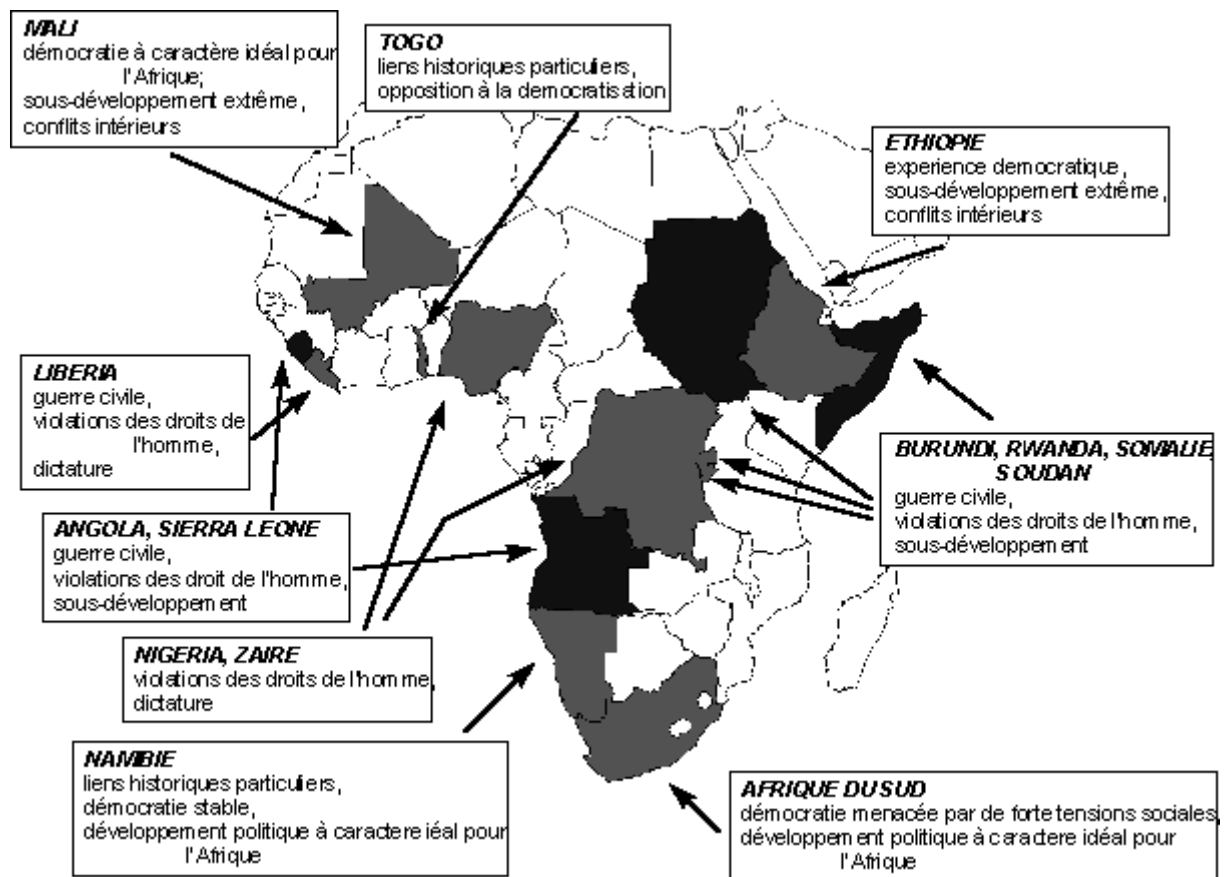 MALI
démocratie à caractère idéal pour
l'Afrique;
sous-développement extrême,
conflits intérieurs
TOGO
liens historiques particuliers,
opposition à la democratisation
ETHIOPIE
experience democratique,
sous-développement extrême,
conflits intérieurs
LIBERIA
guerre civile,
violations des droits de
l'homme,
dictature
BURUNDI, RWANDA, SOMALIE,
SOUDAN
guerre civile,
violations des droits de l'homme,
sous-développement
ANGOLA, SIERRA LEONE
guerre civile,
violations des droit de l'homme,
sous-développement
NIGERIA, ZAIRE
violations des droits de l'homme,
dictature
NAMIBIE
liens historiques particuliers,
démocratie stable,
développement politique à caractere iéal pour
l'Afrique
AFRIQUE DU SUD
démocratie menacée par de forte tensions sociales,
développement politique à caractere idéal pour
l'Afrique